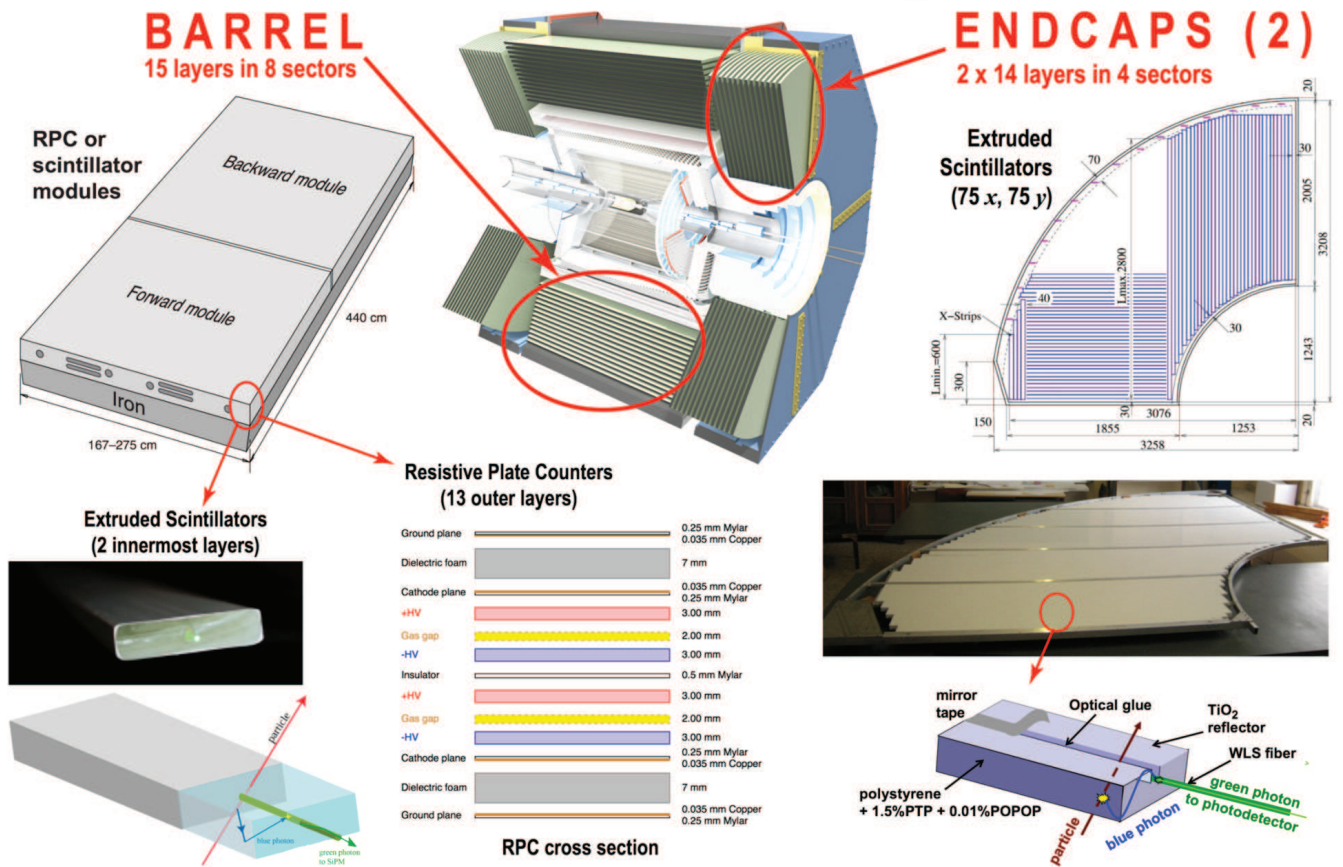 BARREL
15 layers in 8 sectors
ENDCAPS (2)
2 x 14 layers in 4 sectors
RPC or
scintillator
modules
Backward module
Forward module
Iron
440 cm
167–275 cm
Extruded
Scintillators
(75 x, 75 y)
20
70
30
2005
3208
Lmax.2800
40
X-Strips
30
Lmin.=600
300
1243
30
20
150
3076
1855
1253
3258
Resistive Plate Counters
(13 outer layers)
Extruded Scintillators
(2 innermost layers)
Ground plane
0.25 mm Mylar
0.035 mm Copper
Dielectric foam
7 mm
Cathode plane
0.035 mm Copper
0.25 mm Mylar
+HV
3.00 mm
Gas gap
2.00 mm
-HV
3.00 mm
Insulator
0.5 mm Mylar
+HV
3.00 mm
Gas gap
2.00 mm
-HV
3.00 mm
Cathode plane
0.25 mm Mylar
0.035 mm Copper
Dielectric foam
7 mm
Ground plane
0.035 mm Copper
0.25 mm Mylar
RPC cross section
particle
blue photon
green photon
to SiPM
mirror
tape
Optical glue
TiO2
reflector
WLS fiber
green photon
to photodetector
polystyrene
+ 1.5%PTP + 0.01%POPOP
particle
blue photon